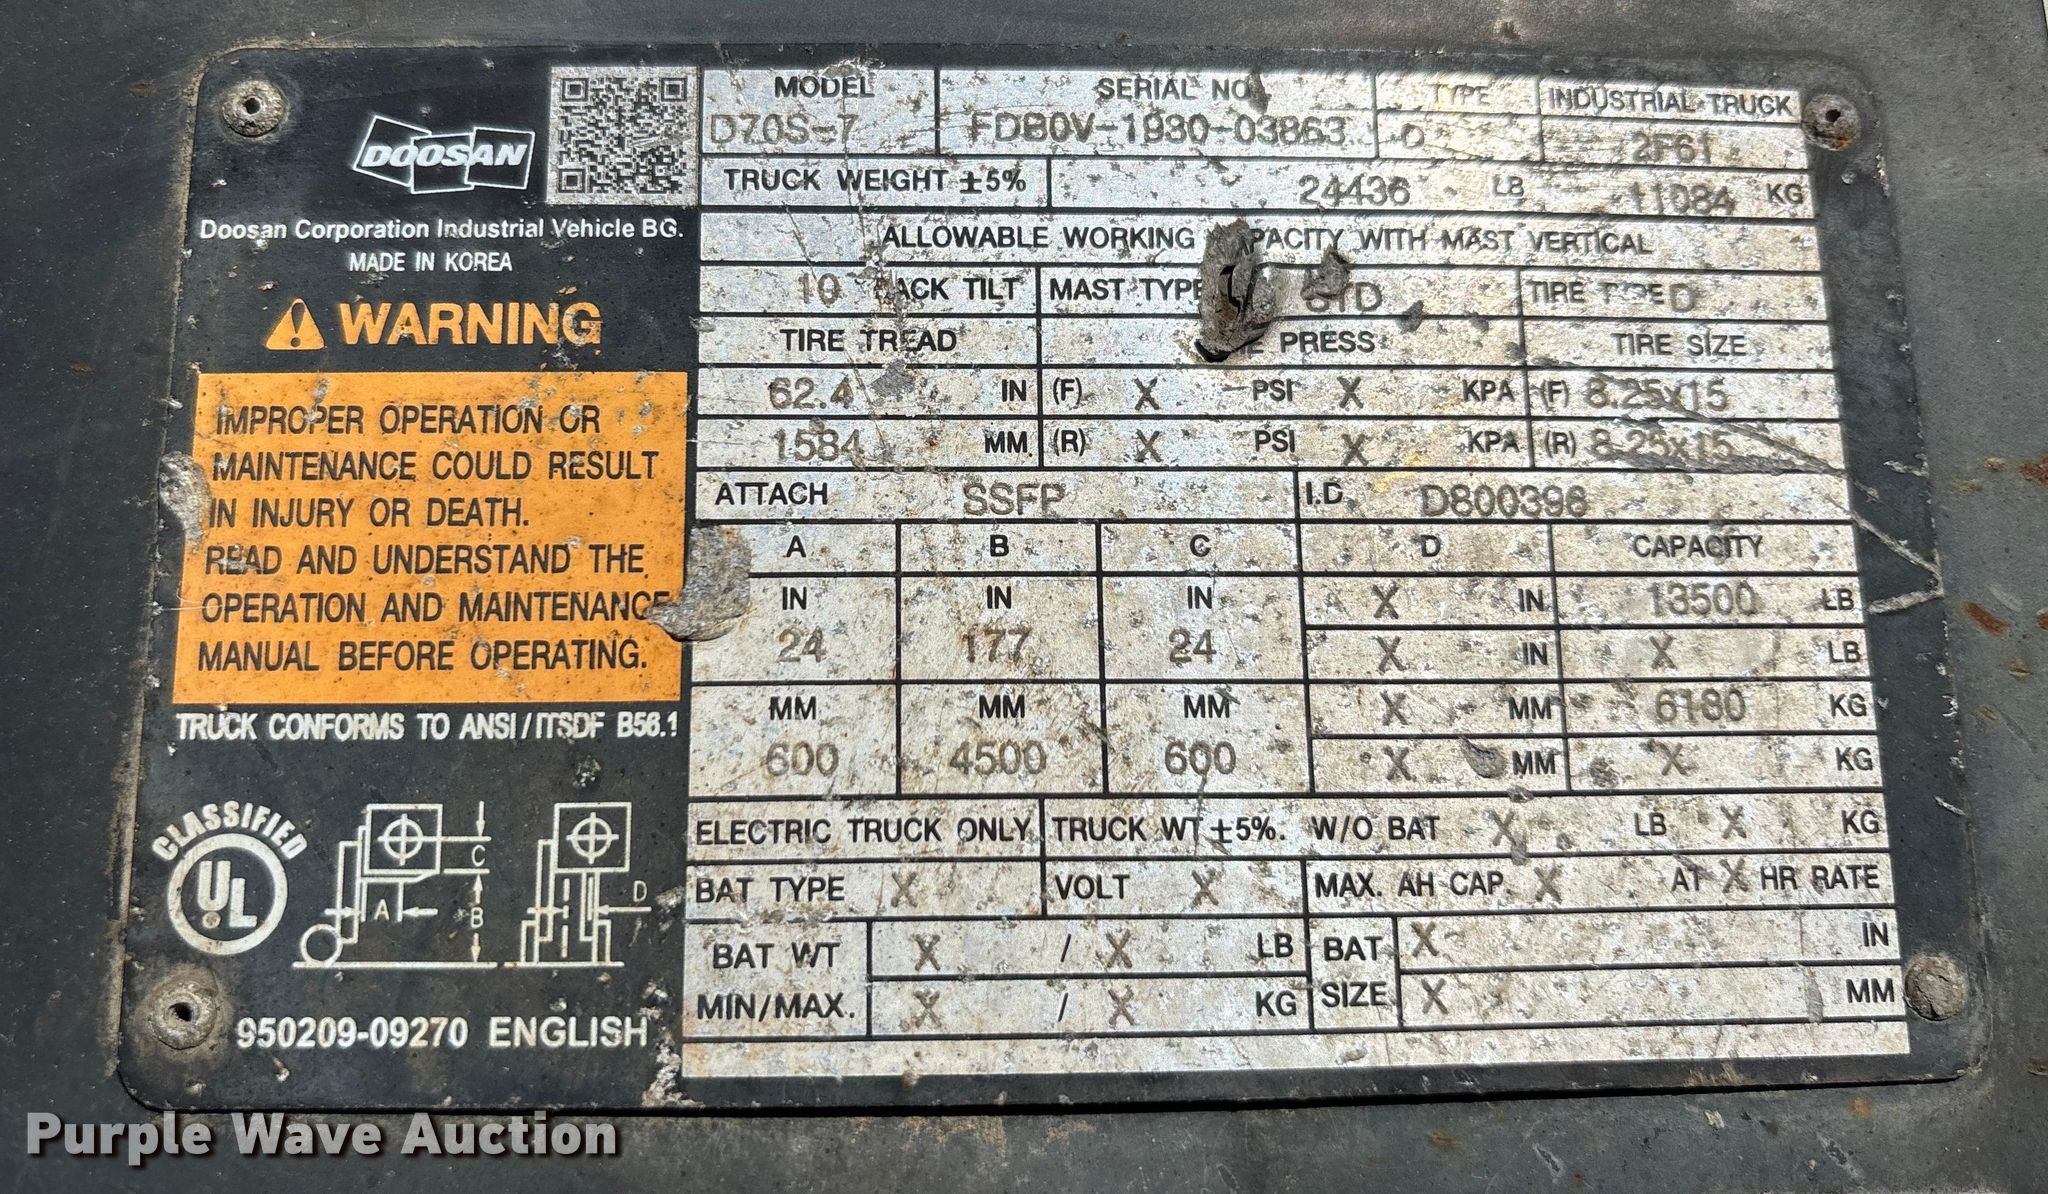 DOOSAN
Doosan Corporation Industrial Vehicle BG.
MADE IN KOREA
WARNING
IMPROPER OPERATION OR
MAINTENANCE COULD RESULT
IN INJURY OR DEATH.
READ AND UNDERSTAND THE
OPERATION AND MAINTENANCE
MANUAL BEFORE OPERATING.
TRUCK CONFORMS TO ANSI/ITSDF B56.1
CLASSIFIED
UL
A B C D
950209-09270 ENGLISH
MODEL SERIAL NO TYPE INDUSTRIAL TRUCK
D70S-7 FDB0V-1930-03863 D 2F61
TRUCK WEIGHT ±5% 24436 LB 11084 KG
ALLOWABLE WORKING CAPACITY WITH MAST VERTICAL
10 BACK TILT MAST TYPE STD TIRE TYPE D
TIRE TREAD PRESS TIRE SIZE
62.4 IN (F) X PSI X KPA (F) 8.25x15
1584 MM (R) X PSI X KPA (R) 8.25x15
ATTACH SSFP I.D. D800396
A B C D CAPACITY
IN IN IN X IN 13500 LB
24 177 24 X IN X LB
MM MM MM X MM 6180 KG
600 4500 600 X MM X KG
ELECTRIC TRUCK ONLY TRUCK WT ±5%. W/O BAT X LB X KG
BAT TYPE X VOLT X MAX. AH CAP. X AT X HR RATE
BAT WT X / X LB BAT X IN
MIN/MAX. X / X KG SIZE X MM
Purple Wave Auction